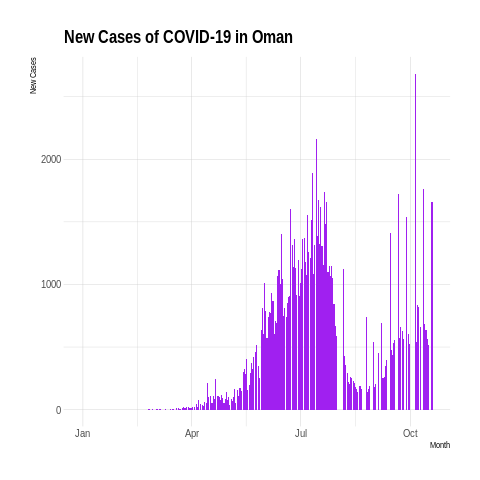 New Cases of COVID-19 in Oman
New Cases
2000
1000
0
Jan Apr Jul Oct
Month